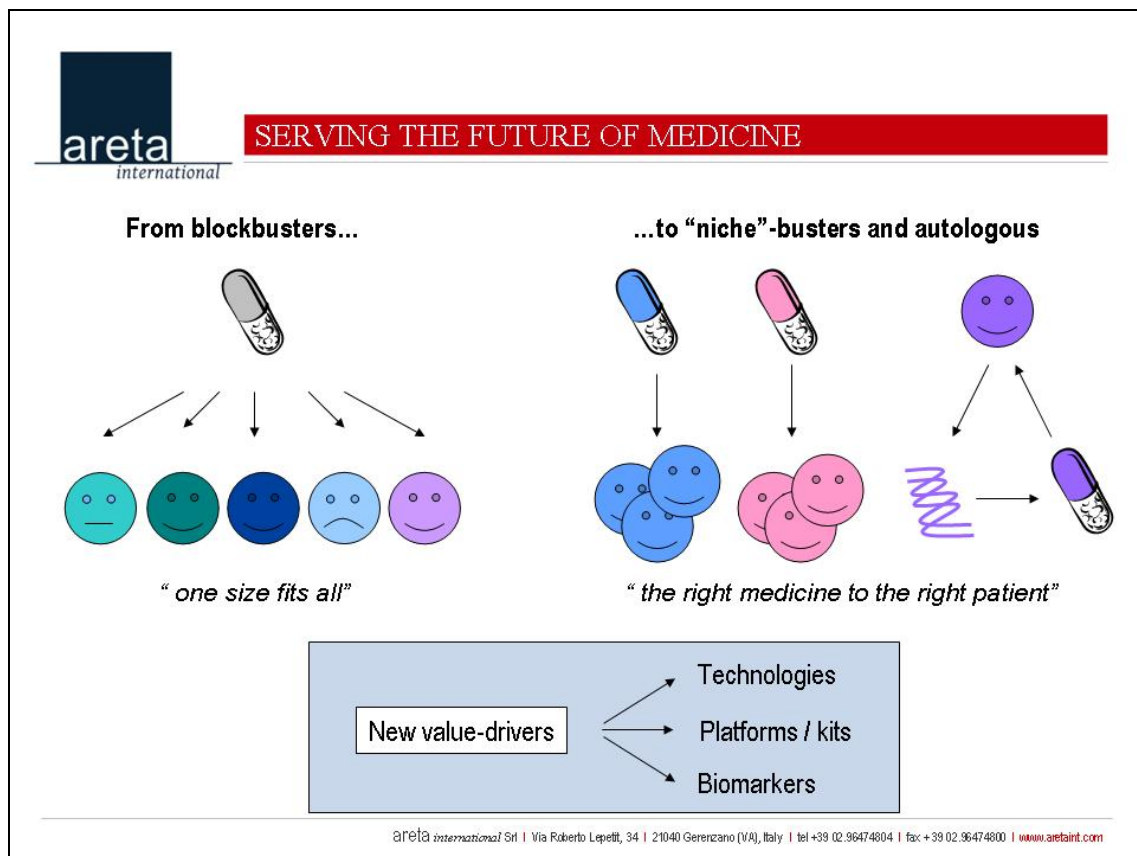 areta
international
SERVING THE FUTURE OF MEDICINE
From blockbusters...
...to “niche”-busters and autologous
“ one size fits all”
“ the right medicine to the right patient”
New value-drivers
Technologies
Platforms / kits
Biomarkers
areta international Srl | Via Roberto Lepetit, 34 | 21040 Gerenzano (VA), Italy | tel +39 02.96474804 | fax + 39 02.96474800 | www.aretaint.com